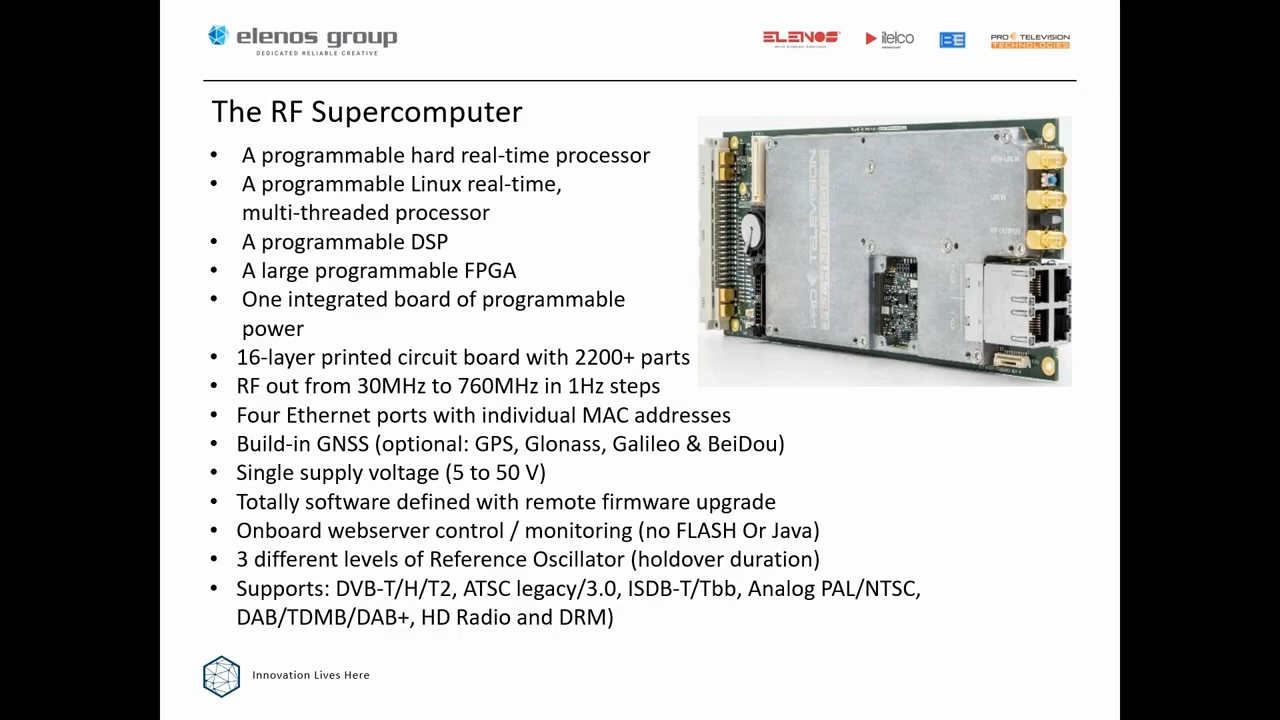 elenos group
DEDICATED RELIABLE CREATIVE
ELENOS
itelco
BE
PRO TELEVISION
TECHNOLOGIES
The RF Supercomputer
• A programmable hard real-time processor
• A programmable Linux real-time,
multi-threaded processor
• A programmable DSP
• A large programmable FPGA
• One integrated board of programmable
power
• 16-layer printed circuit board with 2200+ parts
• RF out from 30MHz to 760MHz in 1Hz steps
• Four Ethernet ports with individual MAC addresses
• Build-in GNSS (optional: GPS, Glonass, Galileo & BeiDou)
• Single supply voltage (5 to 50 V)
• Totally software defined with remote firmware upgrade
• Onboard webserver control / monitoring (no FLASH Or Java)
• 3 different levels of Reference Oscillator (holdover duration)
• Supports: DVB-T/H/T2, ATSC legacy/3.0, ISDB-T/Tbb, Analog PAL/NTSC,
DAB/TDMB/DAB+, HD Radio and DRM)
PRO TELEVISION
TECHNOLOGIES
Innovation Lives Here